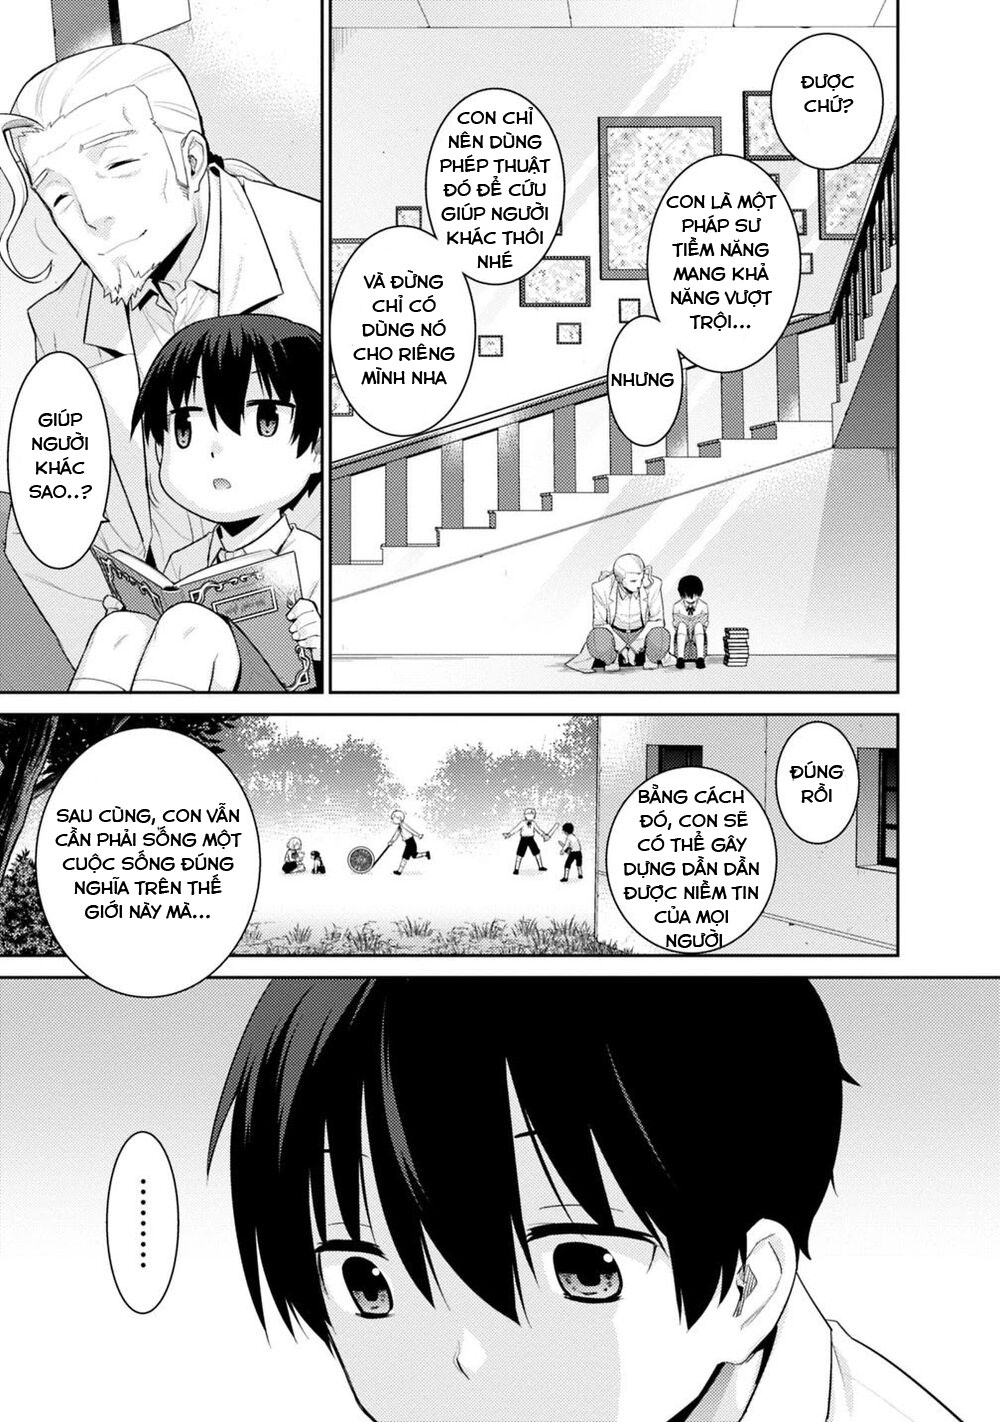 ĐƯỢC
CHỨ?
CON LÀ MỘT
PHÁP SƯ
TIỀM NĂNG
MANG KHẢ
NĂNG VƯỢT
TRỘI...
NHƯNG
CON CHỈ
NÊN DÙNG
PHÉP THUẬT
ĐÓ ĐỂ CỨU
GIÚP NGƯỜI
KHÁC THÔI
NHÉ
VÀ ĐỪNG
CHỈ CÓ
DÙNG NÓ
CHO RIÊNG
MÌNH NHA
GIÚP
NGƯỜI
KHÁC
SAO..?
ĐÚNG
RỒI
BẰNG CÁCH
ĐÓ, CON SẼ
CÓ THỂ GÂY
DỰNG DẦN DẦN
ĐƯỢC NIỀM TIN
CỦA MỌI
NGƯỜI
SAU CÙNG, CON VẪN
CẦN PHẢI SỐNG MỘT
CUỘC SỐNG ĐÚNG
NGHĨA TRÊN THẾ
GIỚI NÀY MÀ...
.........